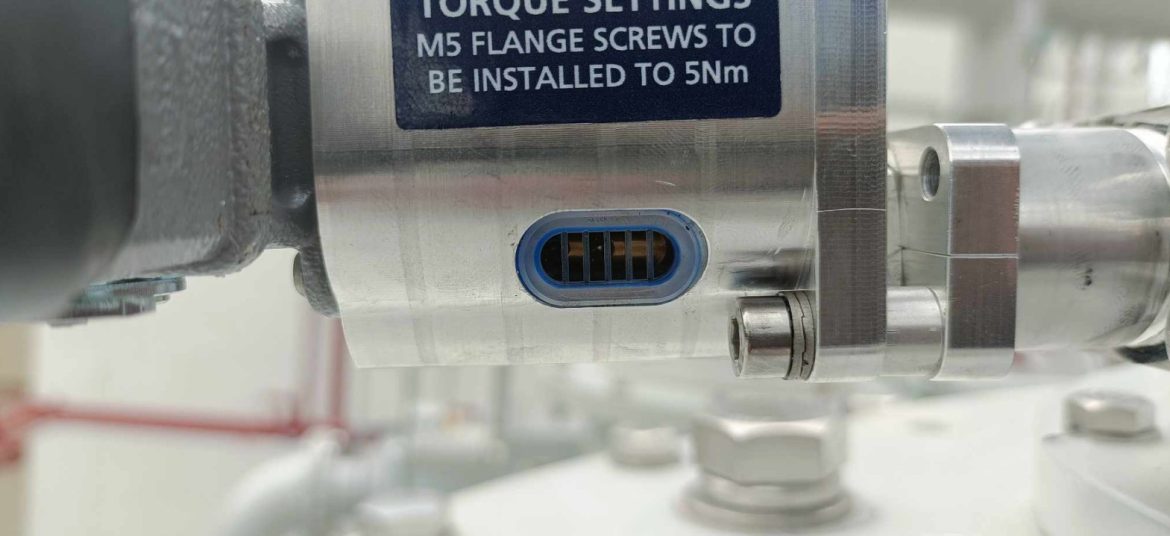 TORQUE SETTINGS
M5 FLANGE SCREWS TO
BE INSTALLED TO 5Nm